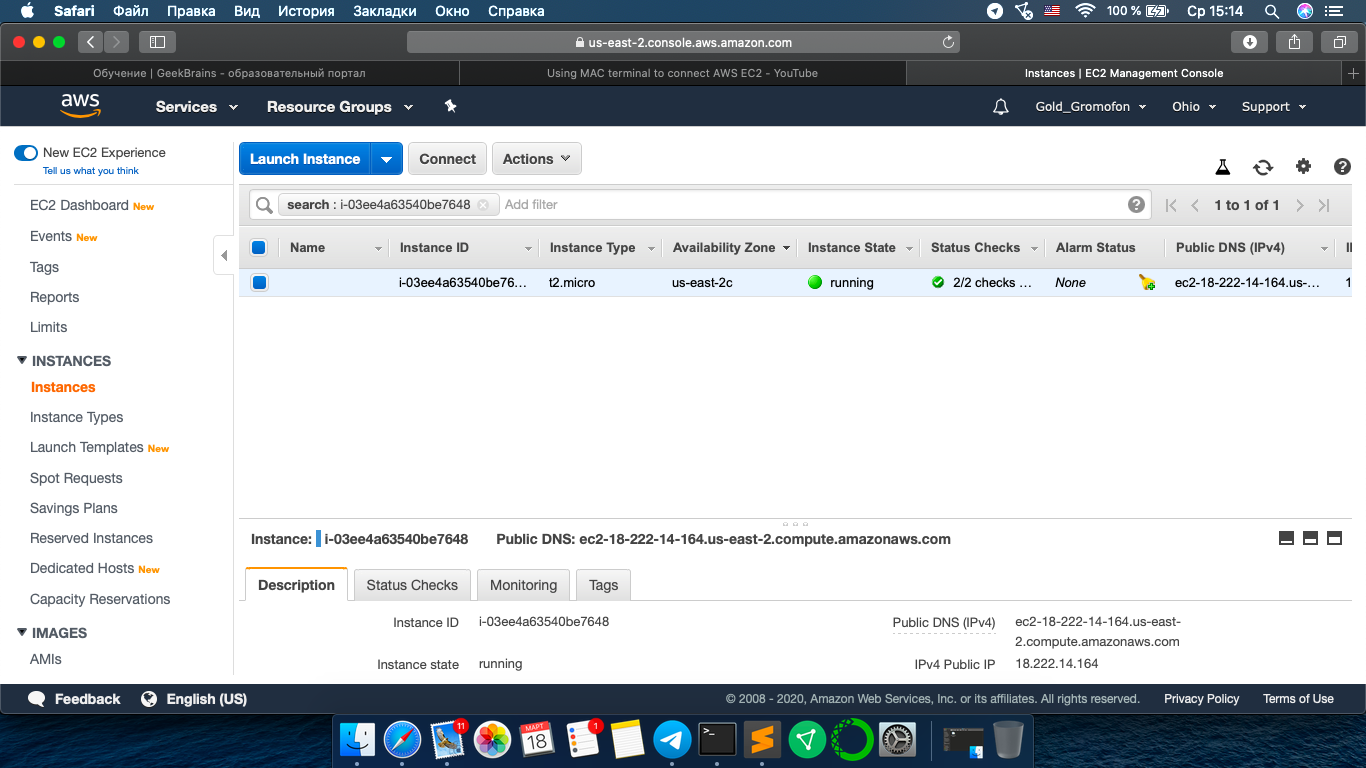 Safari Файл Правка Вид История Закладки Окно Справка 100 % Ср 15:14
us-east-2.console.aws.amazon.com
Обучение | GeekBrains - образовательный портал Using MAC terminal to connect AWS EC2 - YouTube Instances | EC2 Management Console
aws Services Resource Groups Gold_Gromofon Ohio Support
New EC2 Experience
Tell us what you think
Launch Instance Connect Actions
search : i-03ee4a63540be7648 Add filter 1 to 1 of 1
Name Instance ID Instance Type Availability Zone Instance State Status Checks Alarm Status Public DNS (IPv4)
i-03ee4a63540be76... t2.micro us-east-2c running 2/2 checks ... None ec2-18-222-14-164.us-... 1
EC2 Dashboard New
Events New
Tags
Reports
Limits
INSTANCES
Instances
Instance Types
Launch Templates New
Spot Requests
Savings Plans
Reserved Instances
Dedicated Hosts New
Capacity Reservations
IMAGES
AMIs
Instance: i-03ee4a63540be7648 Public DNS: ec2-18-222-14-164.us-east-2.compute.amazonaws.com
Description Status Checks Monitoring Tags
Instance ID i-03ee4a63540be7648 Public DNS (IPv4) ec2-18-222-14-164.us-east-
2.compute.amazonaws.com
Instance state running IPv4 Public IP 18.222.14.164
Feedback English (US) © 2008 - 2020, Amazon Web Services, Inc. or its affiliates. All rights reserved. Privacy Policy Terms of Use
11
МАРТ
18
1